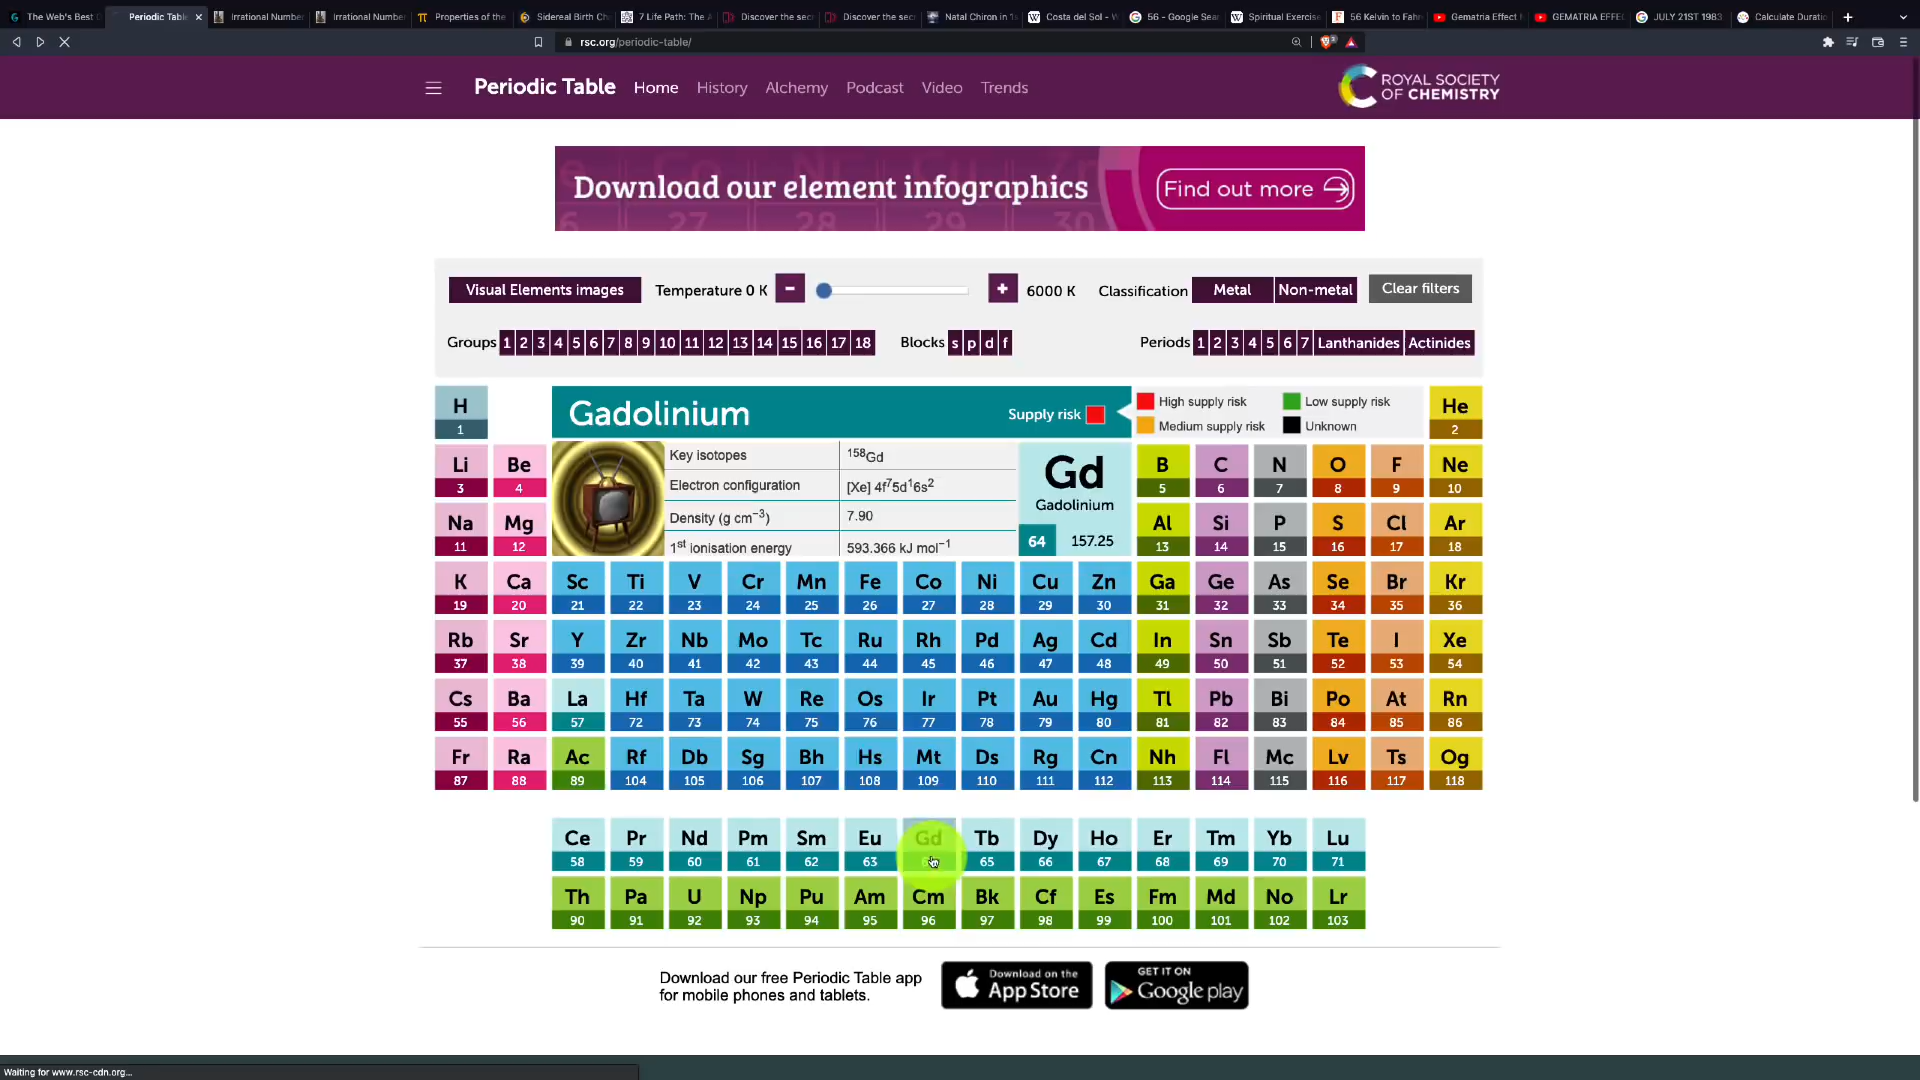 The Web's Best
Periodic Table
Irrational Number
Irrational Number
Properties of the
Sidereal Birth Ch
7 Life Path: The
Discover the sec
Discover the sec
Natal Chiron in 1s
Costa del Sol - W
56 - Google Sea
Spiritual Exercise
56 Kelvin to Fahr
Gematria Effect
GEMATRIA EFFE
JULY 21ST 1983
Calculate Duratio
rsc.org/periodic-table/
Periodic Table Home History Alchemy Podcast Video Trends
ROYAL SOCIETY
OF CHEMISTRY
Download our element infographics
Find out more
Visual Elements images Temperature 0 K - + 6000 K Classification Metal Non-metal Clear filters
Groups 1 2 3 4 5 6 7 8 9 10 11 12 13 14 15 16 17 18 Blocks s p d f Periods 1 2 3 4 5 6 7 Lanthanides Actinides
H
1
Gadolinium Supply risk
High supply risk Low supply risk
Medium supply risk Unknown
He
2
Li Be
3 4
Key isotopes ¹⁵⁸Gd
Electron configuration [Xe] 4f⁷5d¹6s²
Density (g cm⁻³) 7.90
1st ionisation energy 593.366 kJ mol⁻¹
Gd
Gadolinium
64 157.25
B C N O F Ne
5 6 7 8 9 10
Na Mg Al Si P S Cl Ar
11 12 13 14 15 16 17 18
K Ca Sc Ti V Cr Mn Fe Co Ni Cu Zn Ga Ge As Se Br Kr
19 20 21 22 23 24 25 26 27 28 29 30 31 32 33 34 35 36
Rb Sr Y Zr Nb Mo Tc Ru Rh Pd Ag Cd In Sn Sb Te I Xe
37 38 39 40 41 42 43 44 45 46 47 48 49 50 51 52 53 54
Cs Ba La Hf Ta W Re Os Ir Pt Au Hg Tl Pb Bi Po At Rn
55 56 57 72 73 74 75 76 77 78 79 80 81 82 83 84 85 86
Fr Ra Ac Rf Db Sg Bh Hs Mt Ds Rg Cn Nh Fl Mc Lv Ts Og
87 88 89 104 105 106 107 108 109 110 111 112 113 114 115 116 117 118
Ce Pr Nd Pm Sm Eu Gd Tb Dy Ho Er Tm Yb Lu
58 59 60 61 62 63 65 66 67 68 69 70 71
Th Pa U Np Pu Am Cm Bk Cf Es Fm Md No Lr
90 91 92 93 94 95 96 97 98 99 100 101 102 103
Download our free Periodic Table app
for mobile phones and tablets.
Download on the
App Store
GET IT ON
Google play
Waiting for www.rsc-cdn.org...